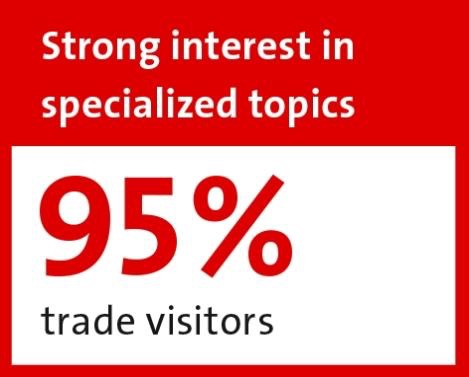 Strong interest in
specialized topics
95%
trade visitors